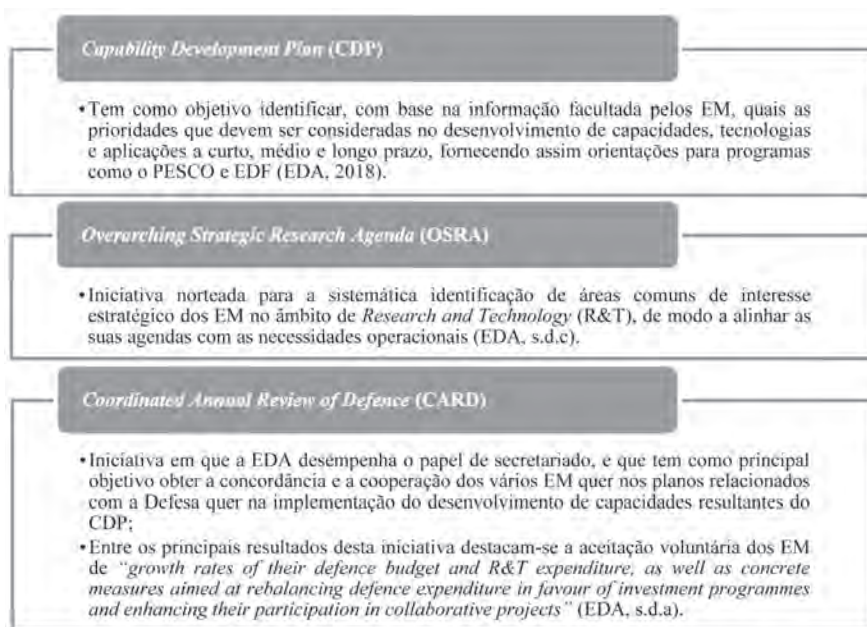 Capability Development Plan (CDP)
•Tem como objetivo identificar, com base na informação facultada pelos EM, quais as
prioridades que devem ser consideradas no desenvolvimento de capacidades, tecnologias
e aplicações a curto, médio e longo prazo, fornecendo assim orientações para programas
como o PESCO e EDF (EDA, 2018).
Overarching Strategic Research Agenda (OSRA)
•Iniciativa norteada para a sistemática identificação de áreas comuns de interesse
estratégico dos EM no âmbito de Research and Technology (R&T), de modo a alinhar as
suas agendas com as necessidades operacionais (EDA, s.d.c).
Coordinated Annual Review of Defence (CARD)
•Iniciativa em que a EDA desempenha o papel de secretariado, e que tem como principal
objetivo obter a concordância e a cooperação dos vários EM quer nos planos relacionados
com a Defesa quer na implementação do desenvolvimento de capacidades resultantes do
CDP;
•Entre os principais resultados desta iniciativa destacam-se a aceitação voluntária dos EM
de "growth rates of their defence budget and R&T expenditure, as well as concrete
measures aimed at rebalancing defence expenditure in favour of investment programmes
and enhancing their participation in collaborative projects" (EDA, s.d.a).